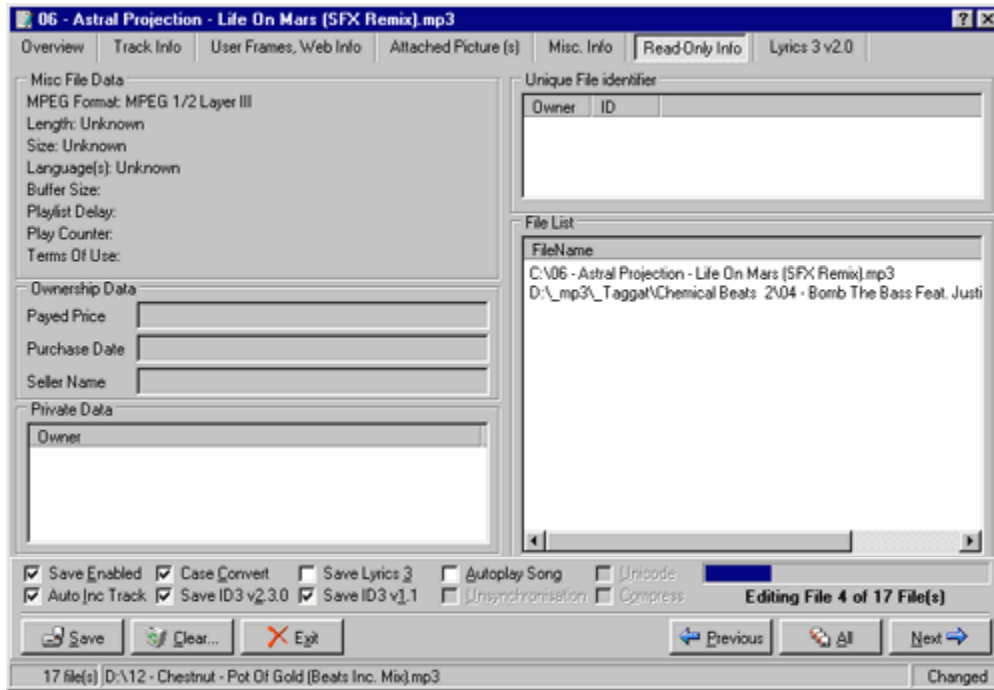 06 - Astral Projection - Life On Mars (SFX Remix).mp3
Overview Track Info User Frames, Web Info Attached Picture (s) Misc. Info Read-Only Info Lyrics 3 v2.0
Misc File Data
MPEG Format: MPEG 1/2 Layer III
Length: Unknown
Size: Unknown
Language(s): Unknown
Buffer Size:
Playlist Delay:
Play Counter:
Terms Of Use:
Ownership Data
Payed Price
Purchase Date
Seller Name
Private Data
Owner
Unique File identifier
Owner ID
File List
FileName
C:\06 - Astral Projection - Life On Mars (SFX Remix).mp3
D:\_mp3\_Taggat\Chemical Beats 2\04 - Bomb The Bass Feat. Justi
Save Enabled Case Convert Save Lyrics 3 Autoplay Song Unicode
Auto Inc Track Save ID3 v2.3.0 Save ID3 v1.1 Unsynchronisation Compress Editing File 4 of 17 File(s)
Save Clear... Exit Previous All Next
17 file(s) D:\12 - Chestnut - Pot Of Gold (Beats Inc. Mix).mp3 Changed